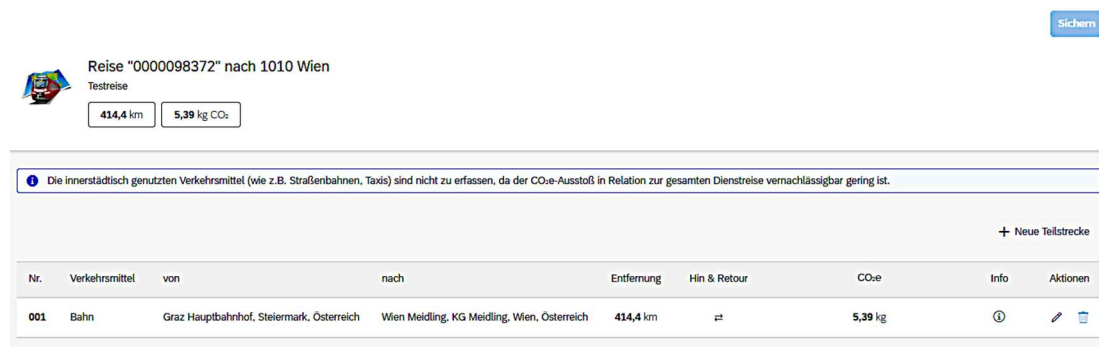 Sichern
Reise "0000098372" nach 1010 Wien
Testreise
414,4 km 5,39 kg CO₂
Die innerstädtisch genutzten Verkehrsmittel (wie z.B. Straßenbahnen, Taxis) sind nicht zu erfassen, da der CO₂e-Ausstoß in Relation zur gesamten Dienstreise vernachlässigbar gering ist.
+ Neue Teilstrecke
Nr. Verkehrsmittel von nach Entfernung Hin & Retour CO₂e Info Aktionen
001 Bahn Graz Hauptbahnhof, Steiermark, Österreich Wien Meidling, KG Meidling, Wien, Österreich 414,4 km ⇄ 5,39 kg